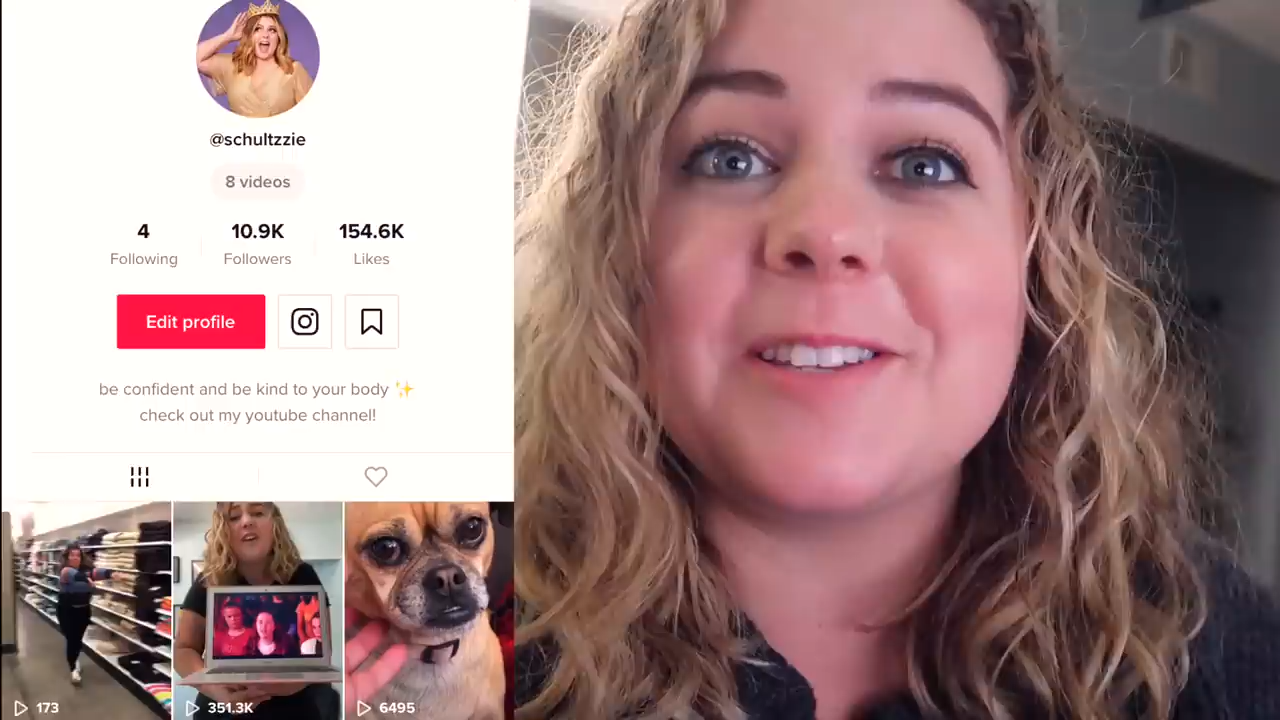 @schultzzie
8 videos
4 10.9K 154.6K
Following Followers Likes
Edit profile
be confident and be kind to your body ✨
check out my youtube channel!
173 351.3K 6495